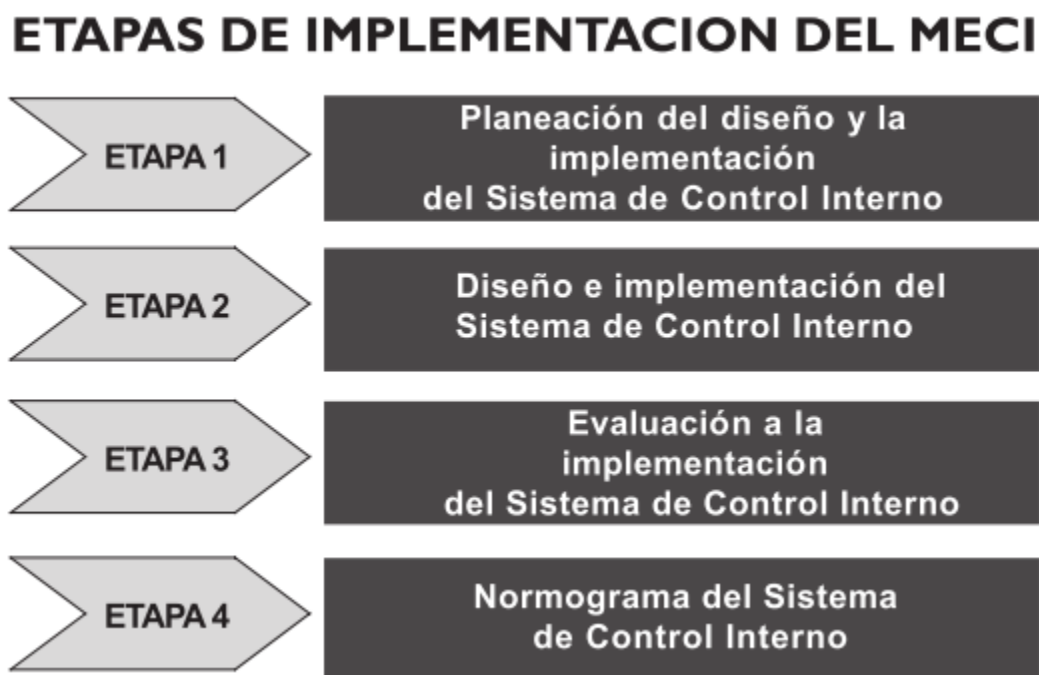 ETAPAS DE IMPLEMENTACION DEL MECI
ETAPA 1
Planeación del diseño y la
implementación
del Sistema de Control Interno
ETAPA 2
Diseño e implementación del
Sistema de Control Interno
ETAPA 3
Evaluación a la
implementación
del Sistema de Control Interno
ETAPA 4
Normograma del Sistema
de Control Interno